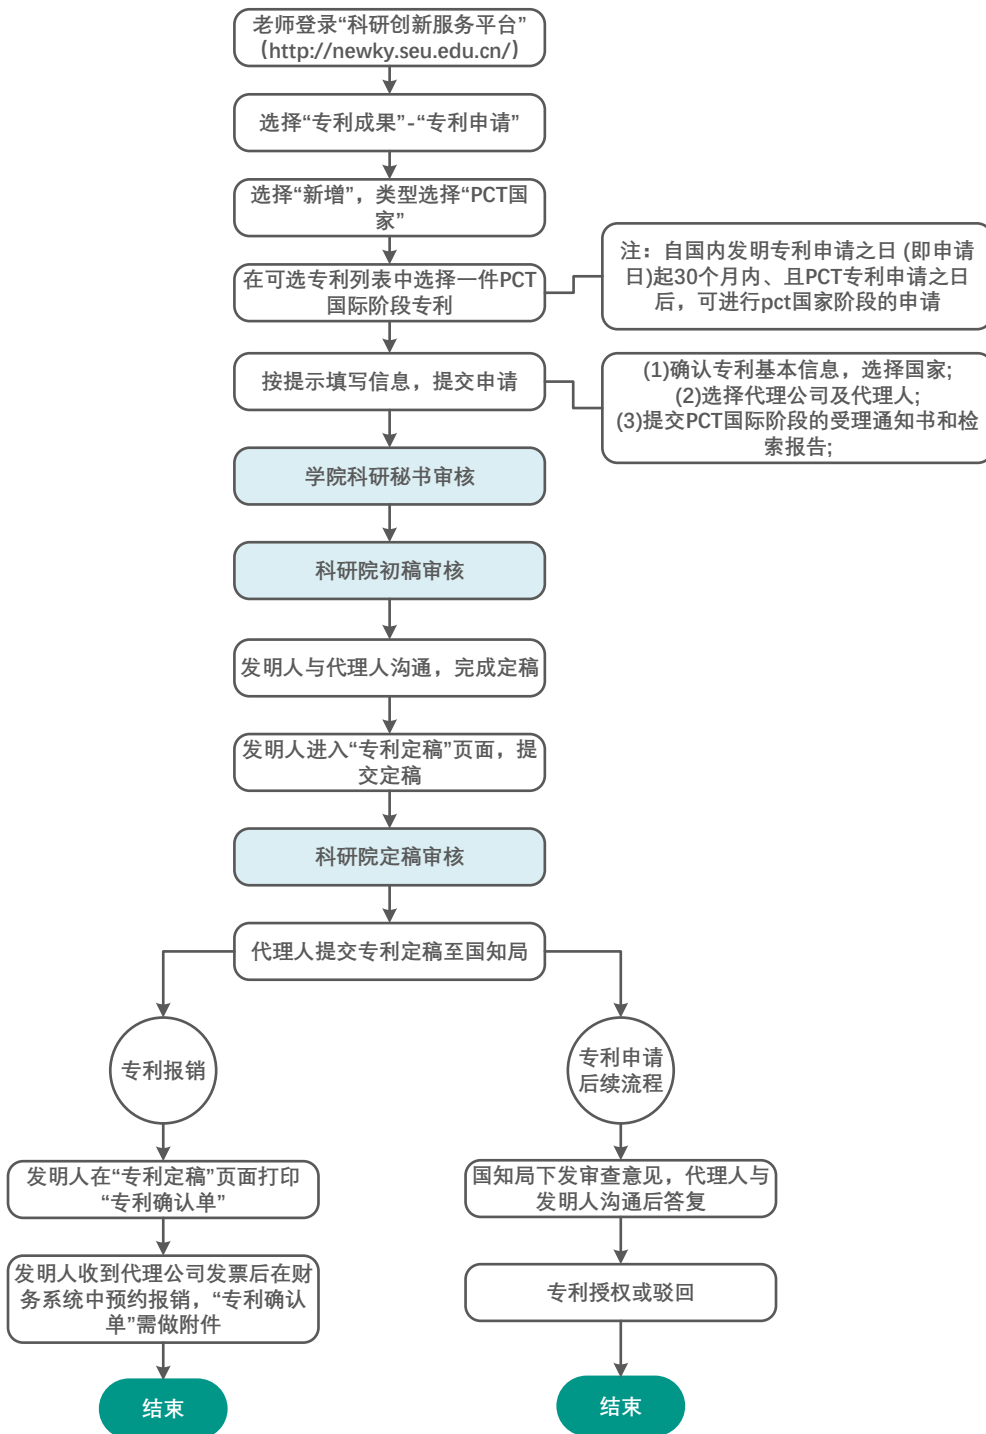 老师登录“科研创新服务平台”
(http://newky.seu.edu.cn/)
选择“专利成果”-“专利申请”
选择“新增”，类型选择“PCT国
家”
在可选专利列表中选择一件PCT
国际阶段专利
注：自国内发明专利申请之日 (即申请
日)起30个月内、且PCT专利申请之日
后，可进行pct国家阶段的申请
按提示填写信息，提交申请
(1)确认专利基本信息，选择国家;
(2)选择代理公司及代理人;
(3)提交PCT国际阶段的受理通知书和检
索报告;
学院科研秘书审核
科研院初稿审核
发明人与代理人沟通，完成定稿
发明人进入“专利定稿”页面，提
交定稿
科研院定稿审核
代理人提交专利定稿至国知局
专利报销
发明人在“专利定稿”页面打印
“专利确认单”
发明人收到代理公司发票后在财
务系统中预约报销，“专利确认
单”需做附件
结束
专利申请
后续流程
国知局下发审查意见，代理人与
发明人沟通后答复
专利授权或驳回
结束